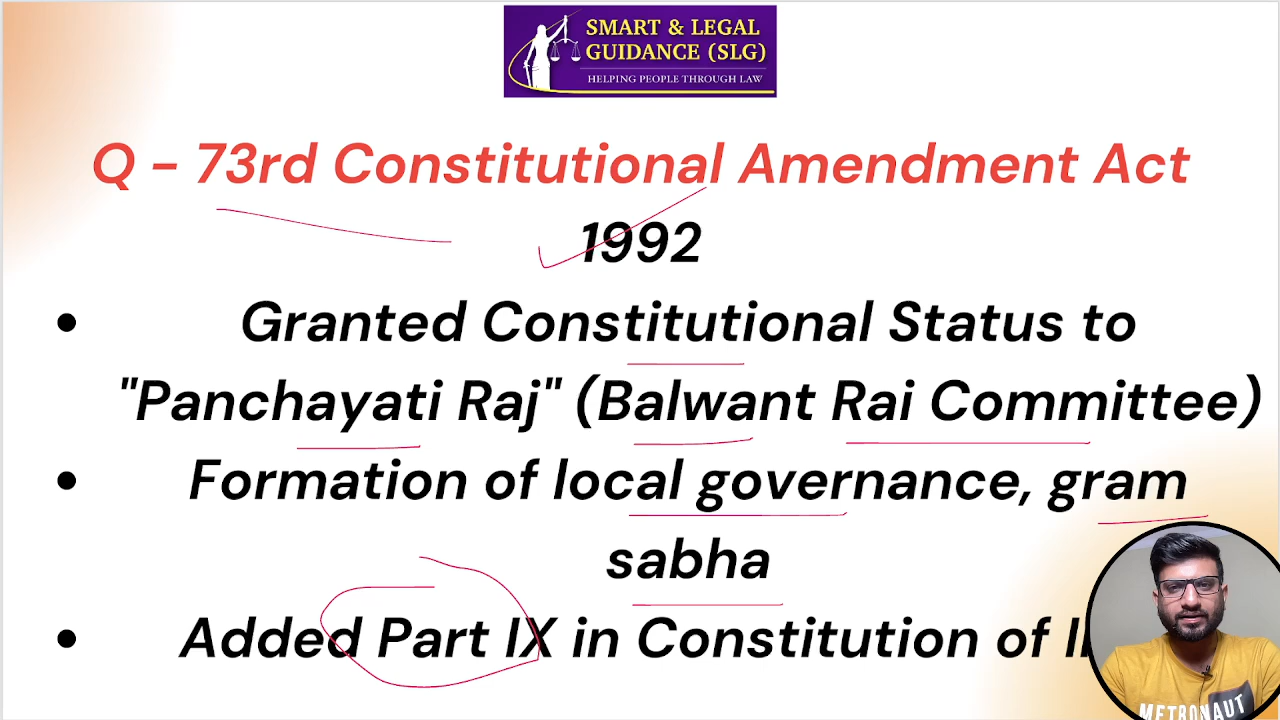 SMART & LEGAL
GUIDANCE (SLG)
HELPING PEOPLE THROUGH LAW
Q - 73rd Constitutional Amendment Act
1992
• Granted Constitutional Status to
"Panchayati Raj" (Balwant Rai Committee)
• Formation of local governance, gram
sabha
• Added Part IX in Constitution of
METRONAUT